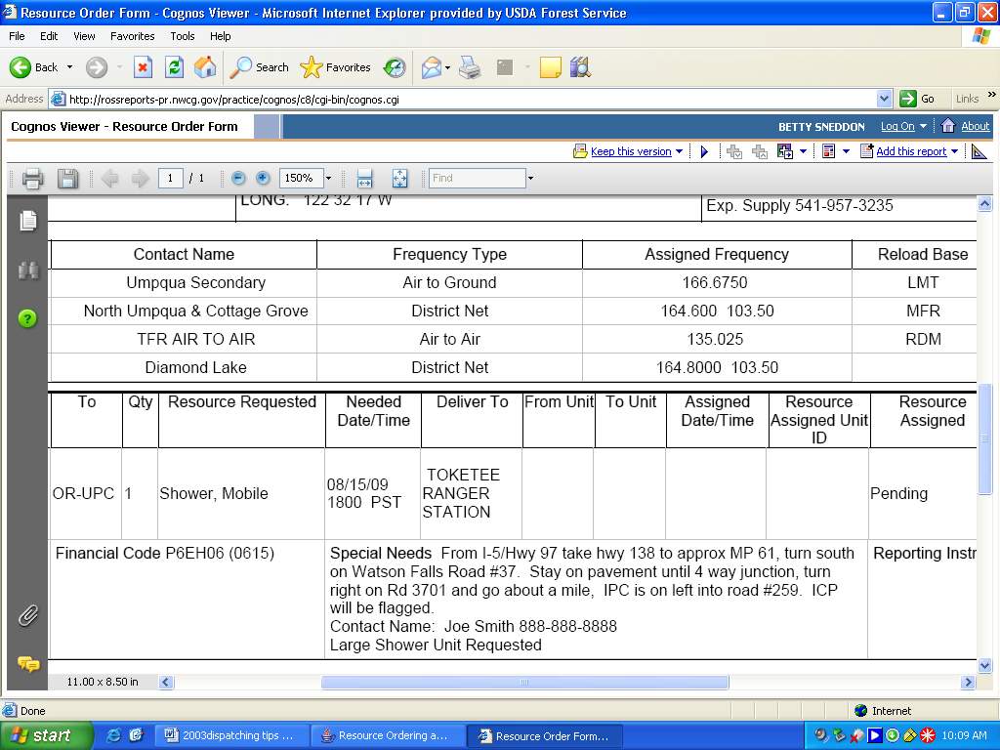 Resource Order Form - Cognos Viewer - Microsoft Internet Explorer provided by USDA Forest Service
File Edit View Favorites Tools Help
Back Search Favorites
Address http://rossreports-pr.nwcg.gov/practice/cognos/c8/cgi-bin/cognos.cgi Go Links »
Cognos Viewer - Resource Order Form BETTY SNEDDON Log On About
Keep this version Add this report
1 / 1 150% Find
LONG. 122 32 17 W Exp. Supply 541-957-3235
Contact Name Frequency Type Assigned Frequency Reload Base
Umpqua Secondary Air to Ground 166.6750 LMT
North Umpqua & Cottage Grove District Net 164.600 103.50 MFR
TFR AIR TO AIR Air to Air 135.025 RDM
Diamond Lake District Net 164.8000 103.50
To Qty Resource Requested Needed Deliver To From Unit To Unit Assigned Resource Resource
Date/Time Date/Time Assigned Unit Assigned
ID
OR-UPC 1 Shower, Mobile 08/15/09 1800 PST TOKETEE RANGER STATION Pending
Financial Code P6EH06 (0615) Special Needs From I-5/Hwy 97 take hwy 138 to approx MP 61, turn south Reporting Instr
on Watson Falls Road #37. Stay on pavement until 4 way junction, turn
right on Rd 3701 and go about a mile, IPC is on left into road #259. ICP
will be flagged.
Contact Name: Joe Smith 888-888-8888
Large Shower Unit Requested
11.00 x 8.50 in
Done Internet
start 2003dispatching tips ... Resource Ordering a... Resource Order Form... 10:09 AM